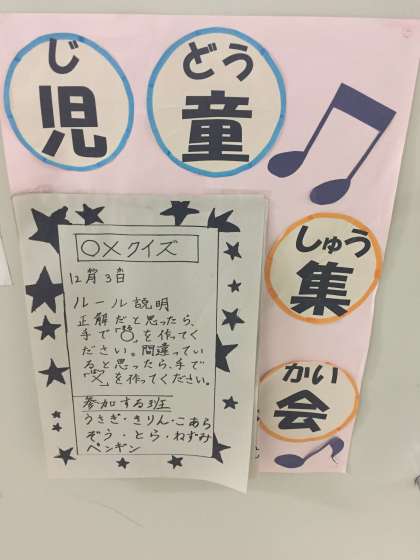 じ
児
どう
童
しゅう
集
かい
会
○×クイズ
12月3日
ルール説明
正解だと思ったら、
手で「○」を作ってく
ださい。間違ってい
ると思ったら、手で
「×」を作ってください。
参加する班
うさぎ・きりん・こあら
ぞう・とら・ねずみ
ペンギン